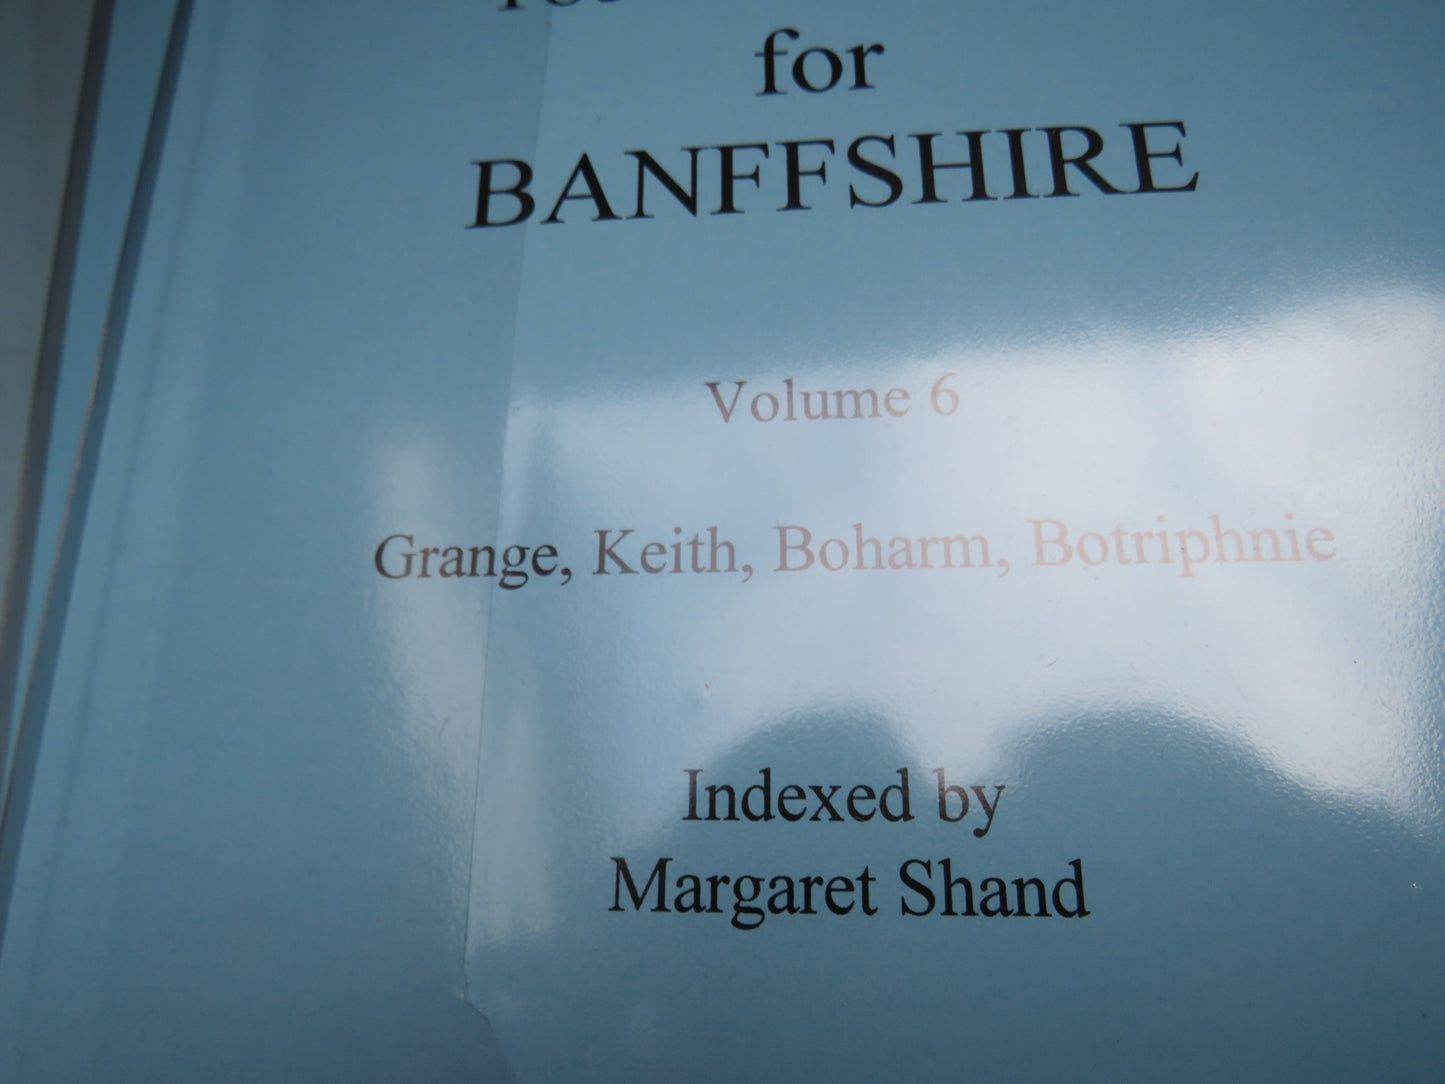 for
BANFFSHIRE
Volume 6
Grange, Keith, Boharm, Botriphnie
Indexed by
Margaret Shand